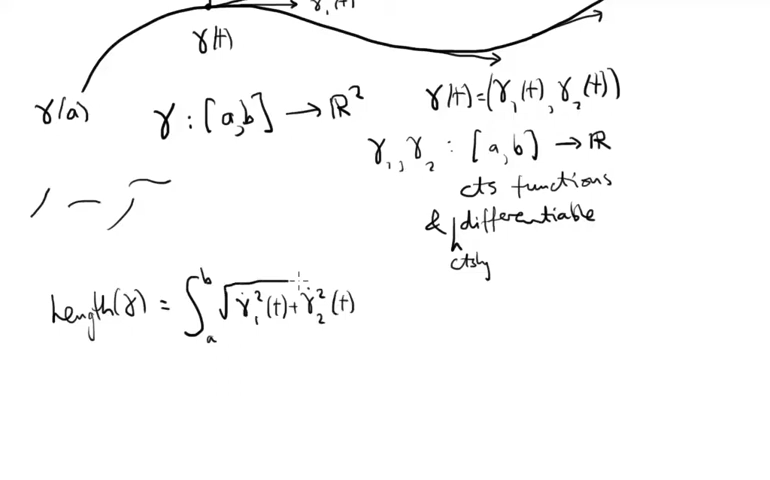 γ(t)
γ(a)
γ : [a,b] → ℝ²
γ(t)=(γ₁(t), γ₂(t))
γ₁, γ₂ : [a,b] → ℝ
cts functions
& differentiable
ctsly
Length(γ) = ∫ₐᵇ √γ̇₁²(t)+γ̇₂²(t)